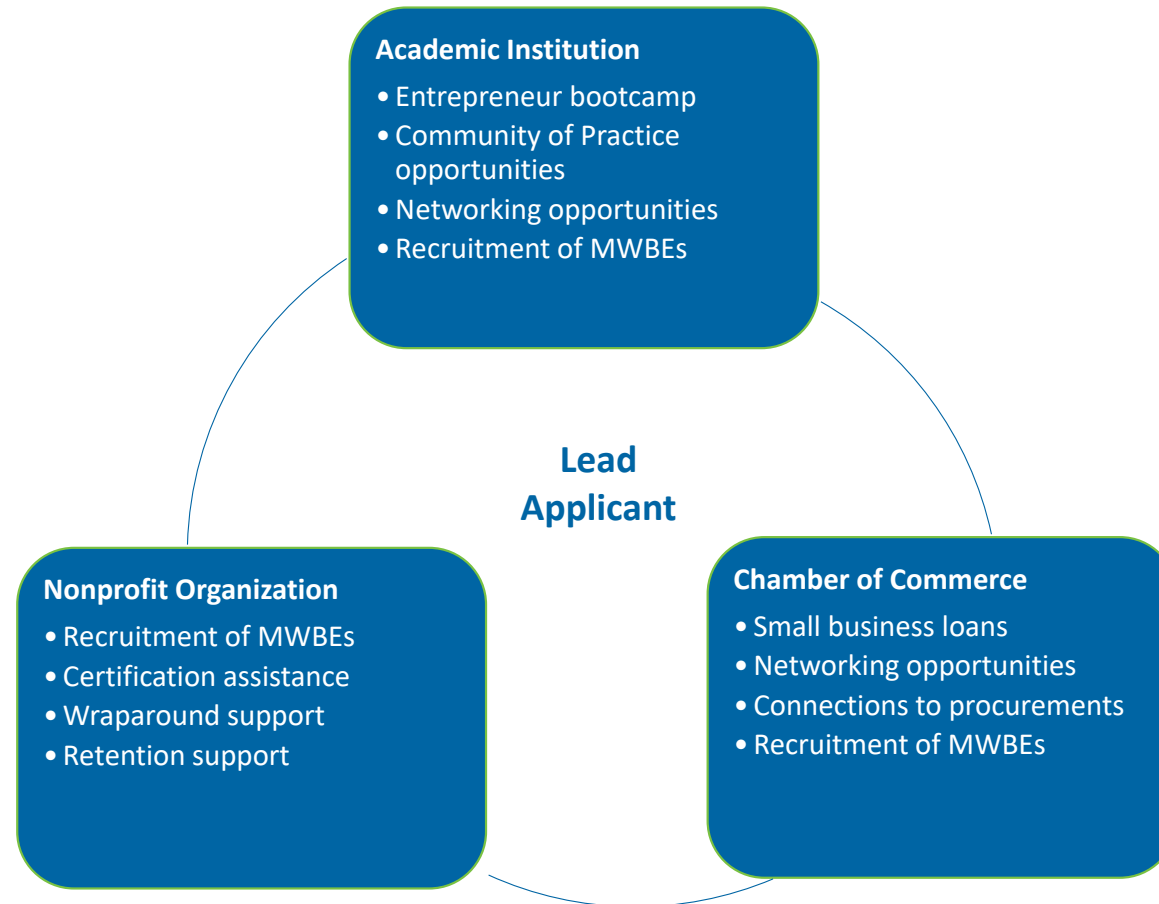 Academic Institution
• Entrepreneur bootcamp
• Community of Practice
opportunities
• Networking opportunities
• Recruitment of MWBEs
Lead
Applicant
Nonprofit Organization
• Recruitment of MWBEs
• Certification assistance
• Wraparound support
• Retention support
Chamber of Commerce
• Small business loans
• Networking opportunities
• Connections to procurements
• Recruitment of MWBEs